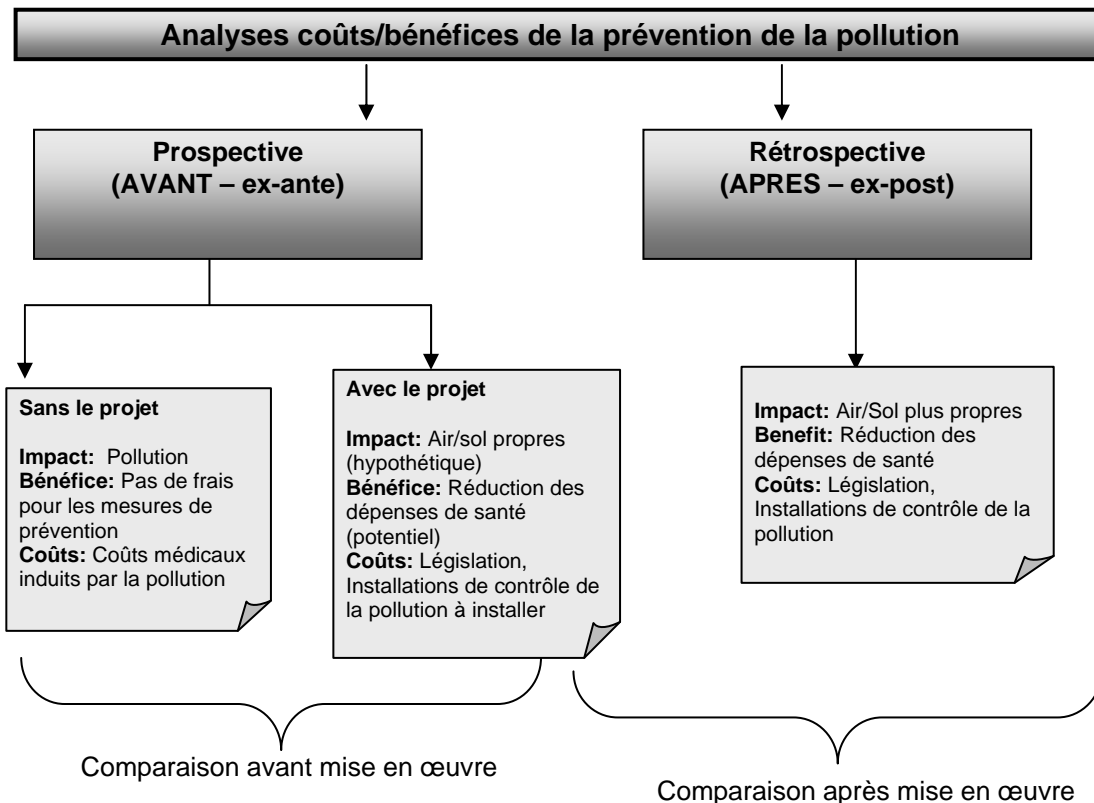 Analyses coûts/bénéfices de la prévention de la pollution
Prospective
(AVANT – ex-ante)
Rétrospective
(APRES – ex-post)
Sans le projet
Impact: Pollution
Bénéfice: Pas de frais
pour les mesures de
prévention
Coûts: Coûts médicaux
induits par la pollution
Avec le projet
Impact: Air/sol propres
(hypothétique)
Bénéfice: Réduction des
dépenses de santé
(potentiel)
Coûts: Législation,
Installations de contrôle de
la pollution à installer
Impact: Air/Sol plus propres
Benefit: Réduction des
dépenses de santé
Coûts: Législation,
Installations de contrôle de la
pollution
Comparaison avant mise en œuvre
Comparaison après mise en œuvre